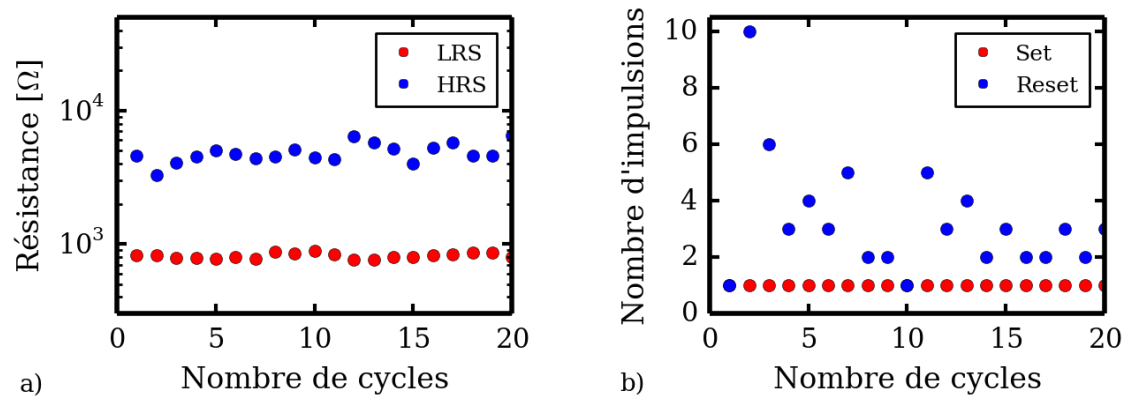 LRS
HRS
Résistance [Ω]
10^4
10^3
0 5 10 15 20
Nombre de cycles
a)
Set
Reset
Nombre d'impulsions
10
8
6
4
2
0
0 5 10 15 20
Nombre de cycles
b)